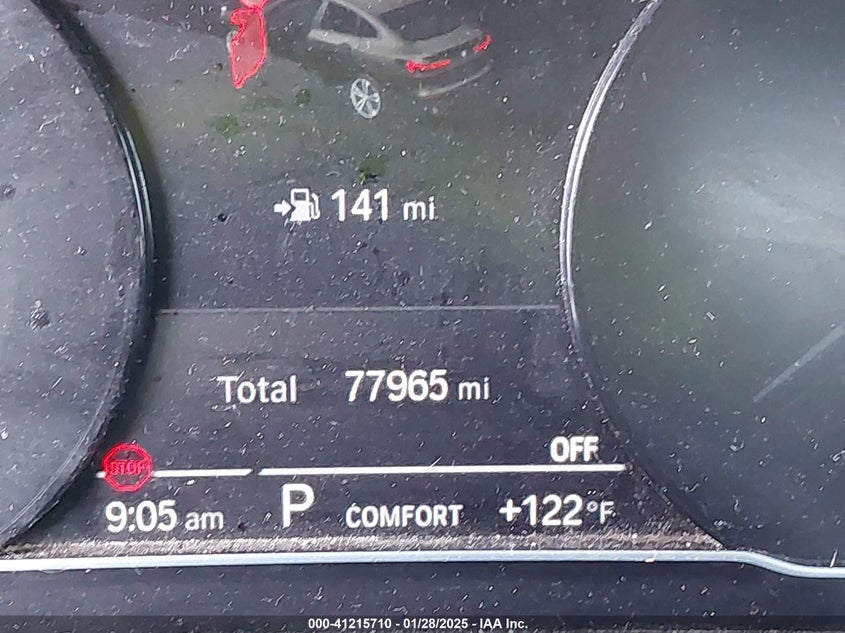 141 mi
Total 77965 mi
OFF
STOP
9:05 am P COMFORT +122°F
000-41215710 - 01/28/2025 - IAA Inc.